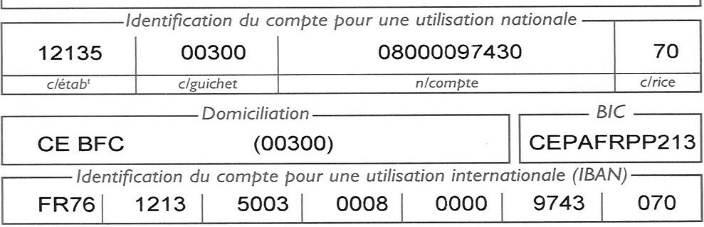 Identification du compte pour une utilisation nationale
12135 00300 08000097430 70
c/étabᵗ c/guichet n/compte c/rice
Domiciliation BIC
CE BFC (00300) CEPAFRPP213
Identification du compte pour une utilisation internationale (IBAN)
FR76 1213 5003 0008 0000 9743 070